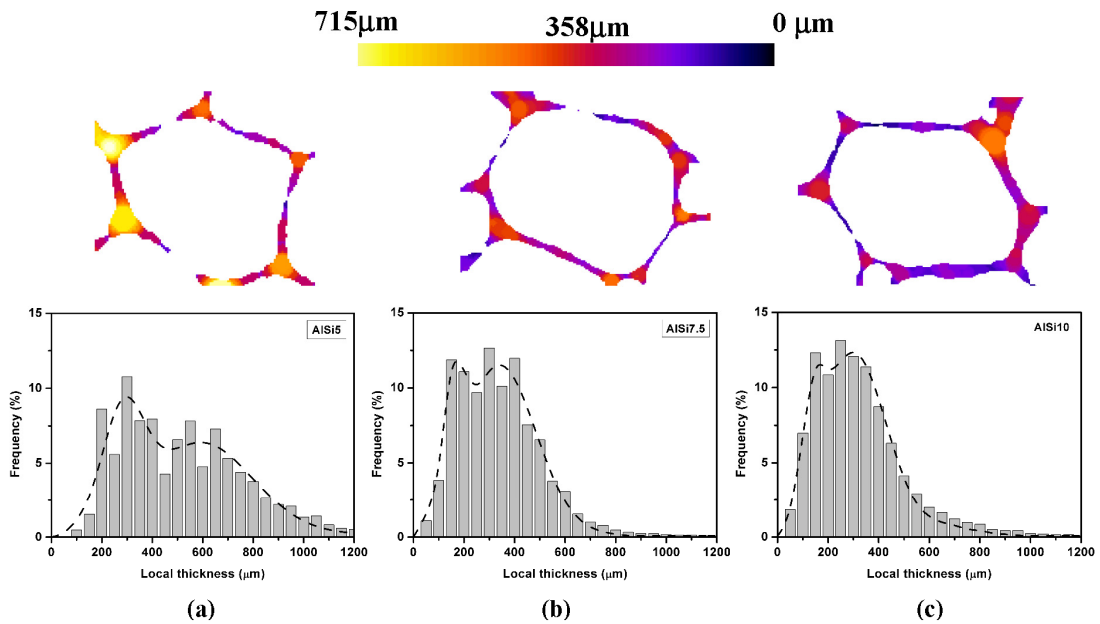 715μm 358μm 0 μm
15
10
5
0
Frequency (%)
AlSi5
0 200 400 600 800 1000 1200
Local thickness (μm)
(a)
15
10
5
0
Frequency (%)
AlSi7.5
0 200 400 600 800 1000 1200
Local thickness (μm)
(b)
15
10
5
0
Frequency (%)
AlSi10
0 200 400 600 800 1000 1200
Local thickness (μm)
(c)